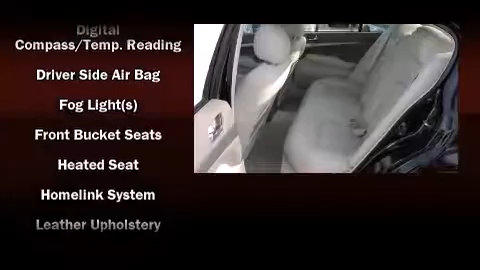 Digital
Compass/Temp. Reading
Driver Side Air Bag
Fog Light(s)
Front Bucket Seats
Heated Seat
Homelink System
Leather Upholstery